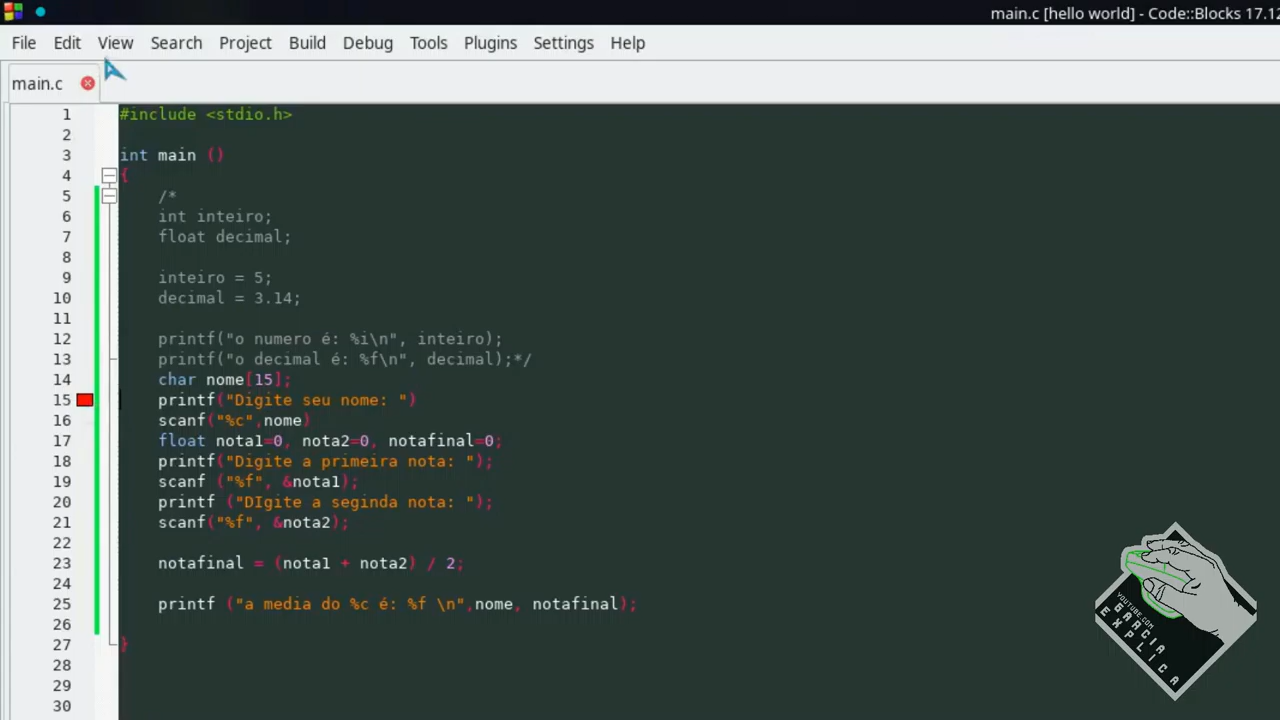 main.c [hello world] - Code::Blocks 17.12
File Edit View Search Project Build Debug Tools Plugins Settings Help
main.c
1 #include <stdio.h>
2
3 int main ()
4 {
5 /*
6 int inteiro;
7 float decimal;
8
9 inteiro = 5;
10 decimal = 3.14;
11
12 printf("o numero é: %i\n", inteiro);
13 printf("o decimal é: %f\n", decimal);*/
14 char nome[15];
15 printf("Digite seu nome: ")
16 scanf("%c",nome)
17 float nota1=0, nota2=0, notafinal=0;
18 printf("Digite a primeira nota: ");
19 scanf ("%f", &nota1);
20 printf ("DIgite a seginda nota: ");
21 scanf("%f", &nota2);
22
23 notafinal = (nota1 + nota2) / 2;
24
25 printf ("a media do %c é: %f \n",nome, notafinal);
26
27 }
28
29
30
YOUTUBE.COM
GARCIA
EXPLICA